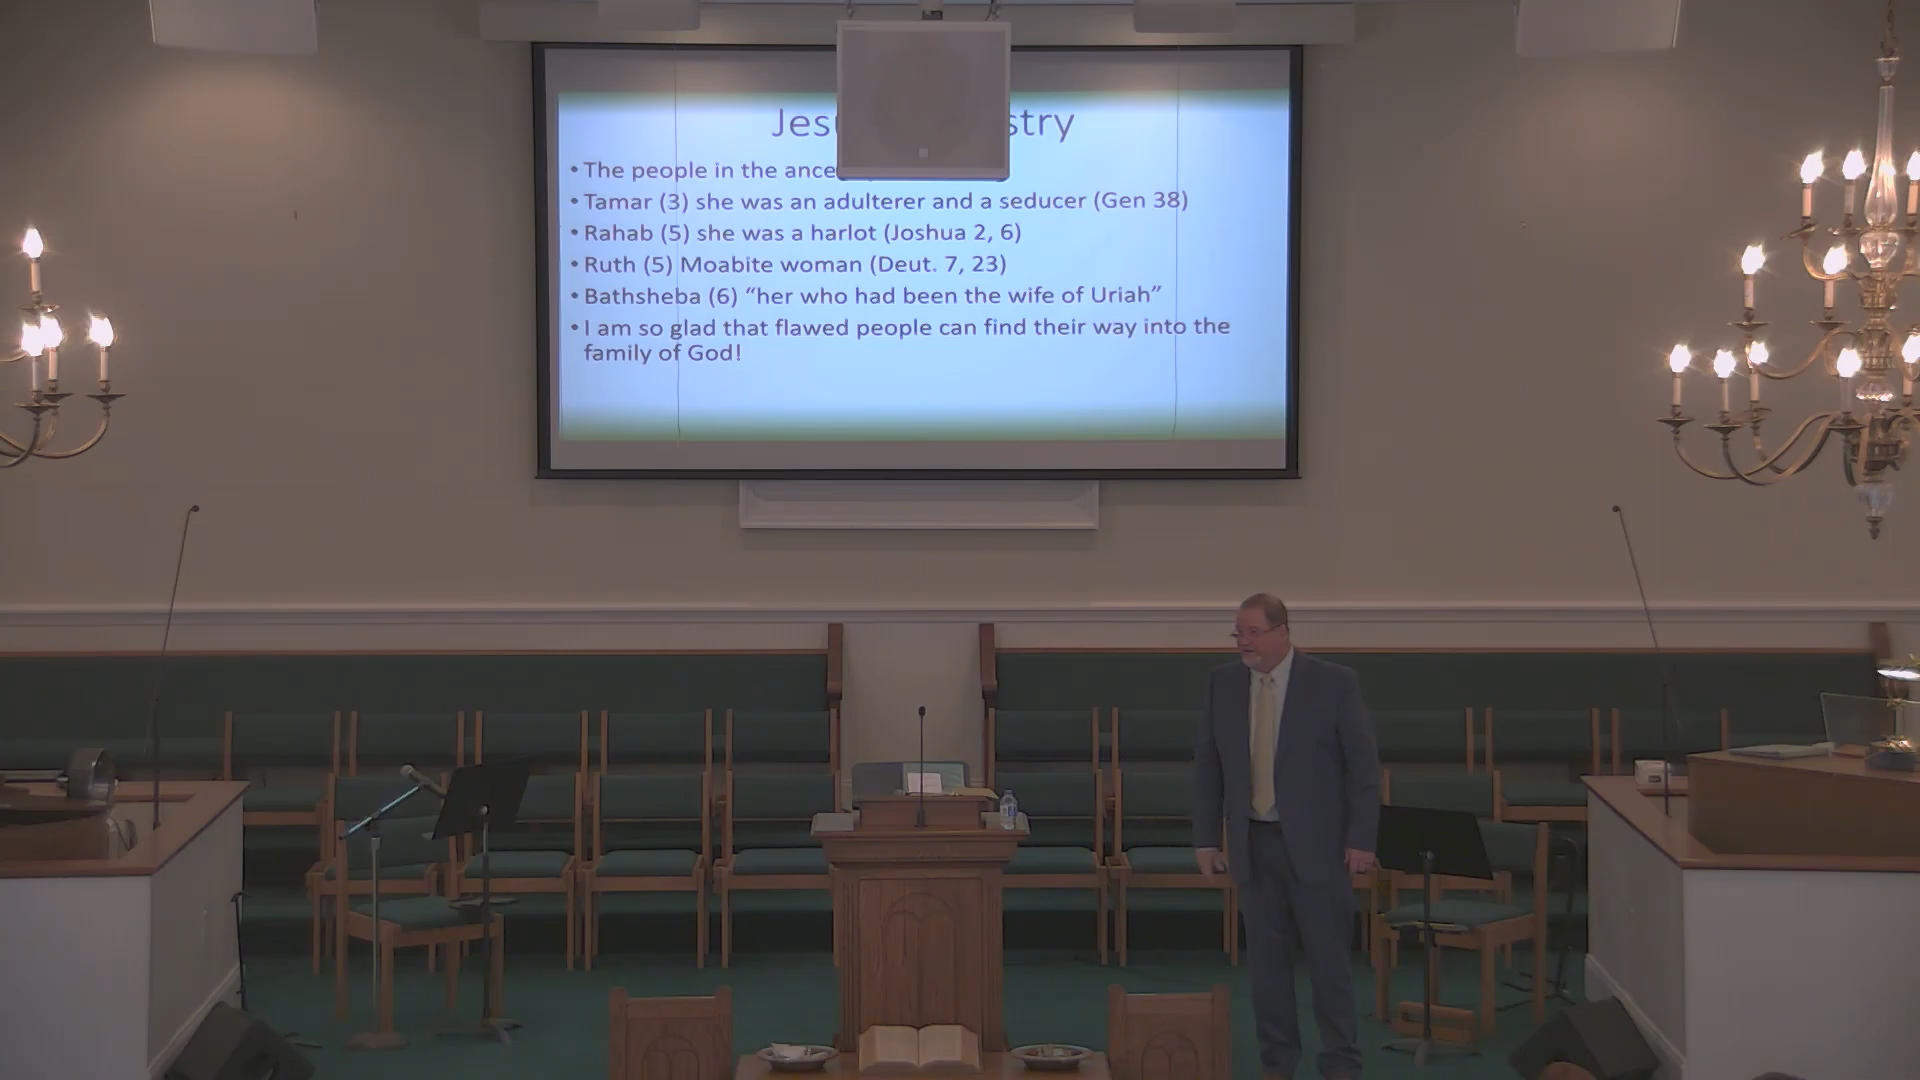 Jes stry
• The people in the ance
• Tamar (3) she was an adulterer and a seducer (Gen 38)
• Rahab (5) she was a harlot (Joshua 2, 6)
• Ruth (5) Moabite woman (Deut. 7, 23)
• Bathsheba (6) “her who had been the wife of Uriah”
• I am so glad that flawed people can find their way into the
family of God!